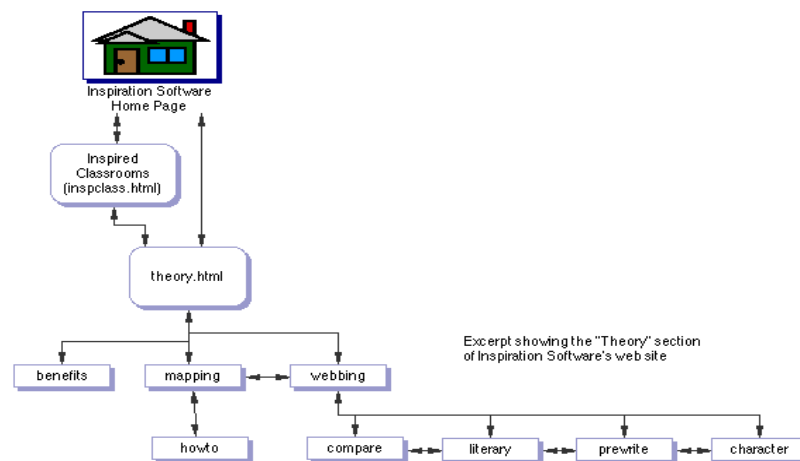 Inspiration Software
Home Page
Inspired
Classrooms
(inspclass.html)
theory.html
Excerpt showing the "Theory" section
of Inspiration Software's web site
benefits
mapping
webbing
howto
compare
literary
prewrite
character